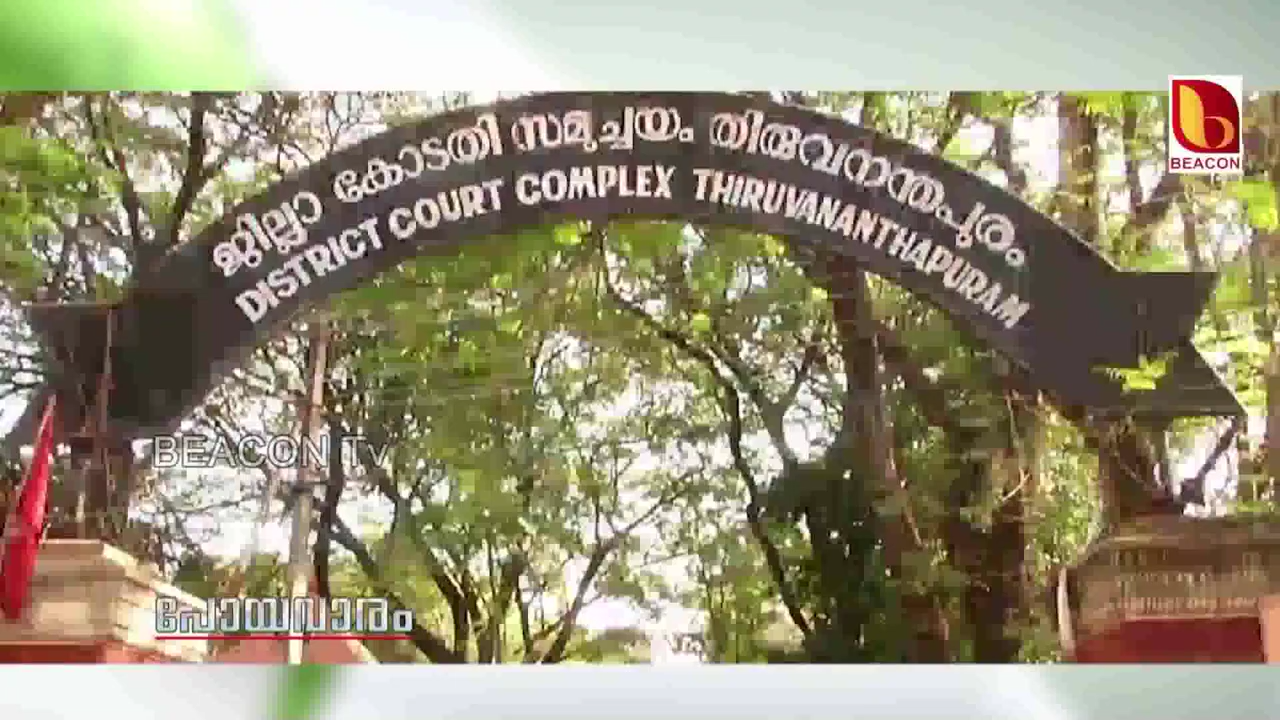 BEACON
ജില്ലാ കോടതി സമുച്ചയം തിരുവനന്തപുരം
DISTRICT COURT COMPLEX THIRUVANANTHAPURAM
BEACON Tv
പോയവാരം